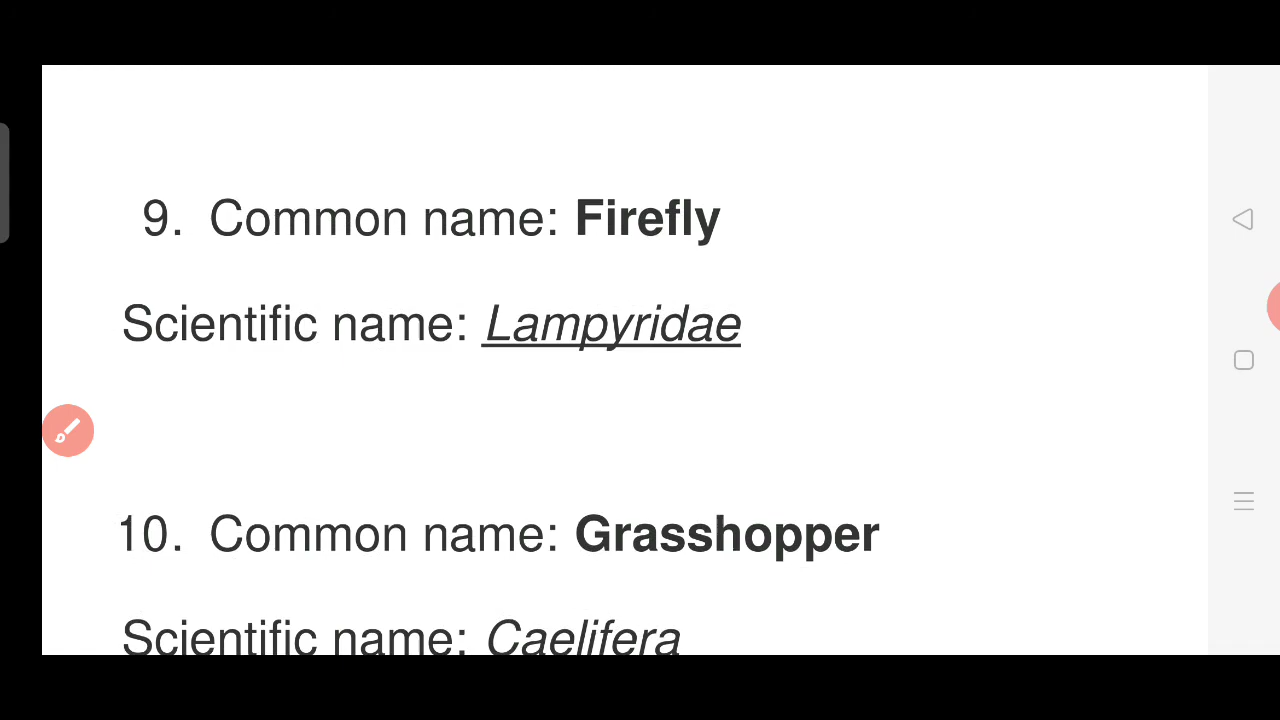 9. Common name: Firefly
Scientific name: Lampyridae
10. Common name: Grasshopper
Scientific name: Caelifera